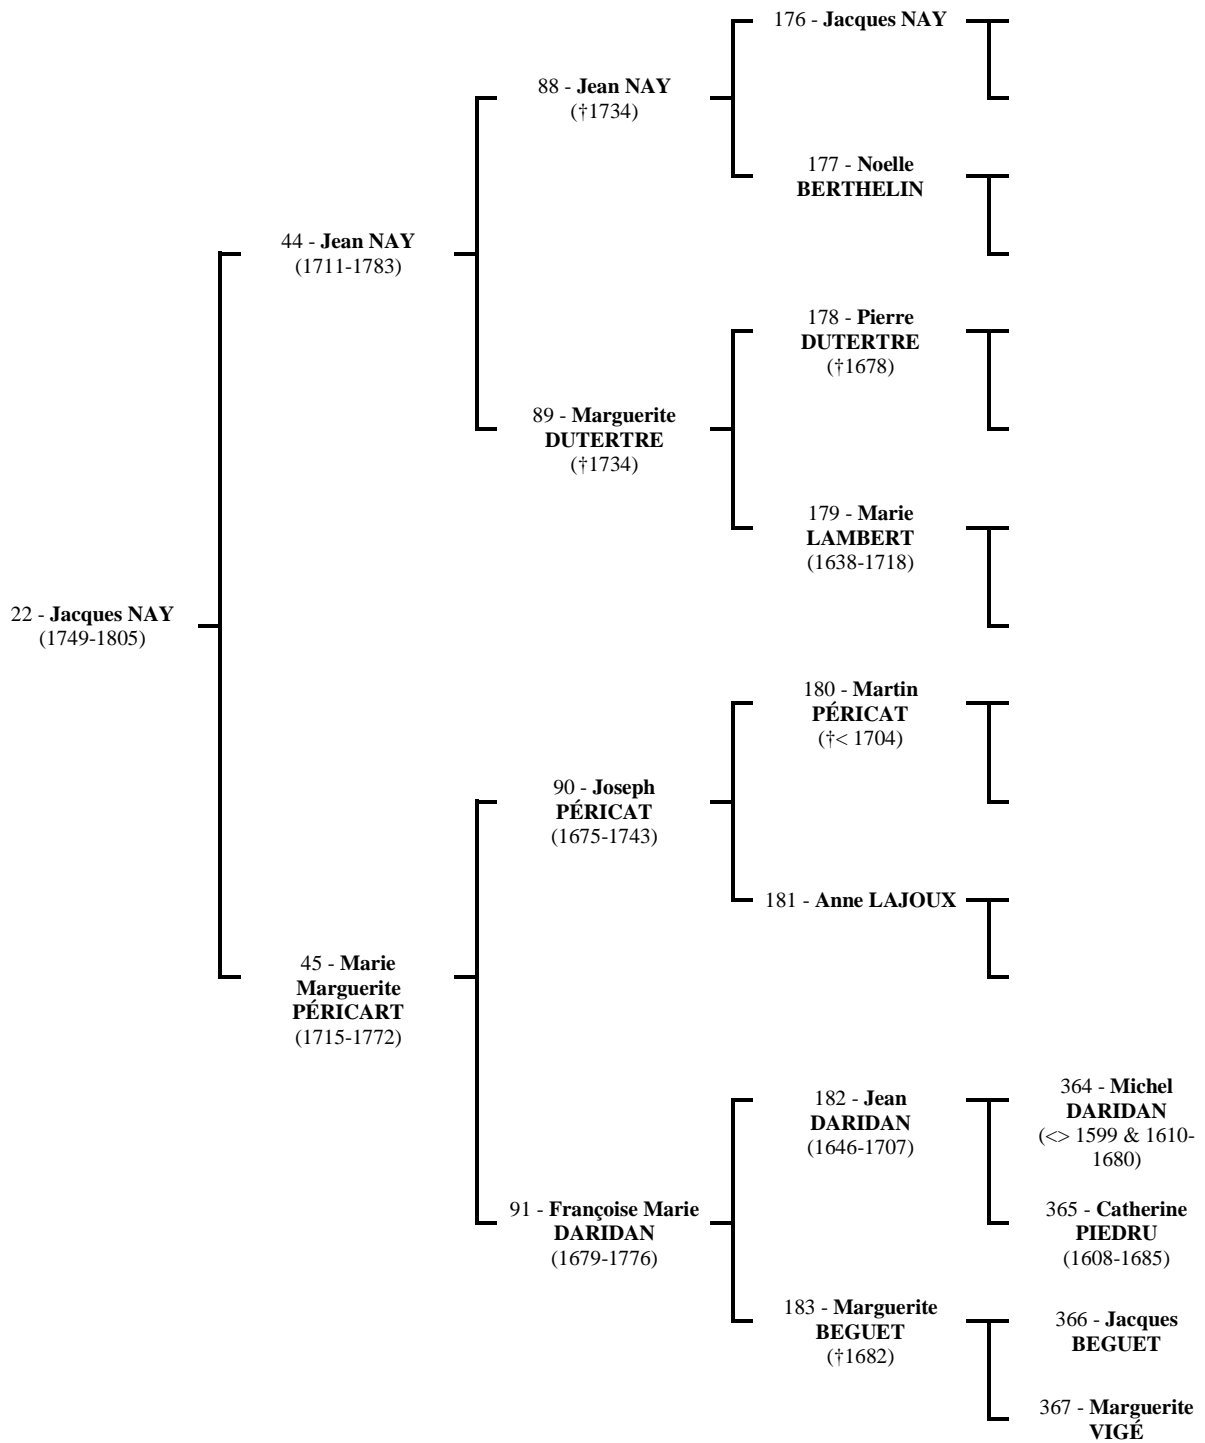 176 - Jacques NAY
88 - Jean NAY
(†1734)
177 - Noelle
BERTHELIN
44 - Jean NAY
(1711-1783)
178 - Pierre
DUTERTRE
(†1678)
89 - Marguerite
DUTERTRE
(†1734)
179 - Marie
LAMBERT
(1638-1718)
22 - Jacques NAY
(1749-1805)
180 - Martin
PÉRICAT
(†< 1704)
90 - Joseph
PÉRICAT
(1675-1743)
181 - Anne LAJOUX
45 - Marie
Marguerite
PÉRICART
(1715-1772)
182 - Jean
DARIDAN
(1646-1707)
364 - Michel
DARIDAN
(<> 1599 & 1610-
1680)
91 - Françoise Marie
DARIDAN
(1679-1776)
365 - Catherine
PIEDRU
(1608-1685)
183 - Marguerite
BEGUET
(†1682)
366 - Jacques
BEGUET
367 - Marguerite
VIGÉ